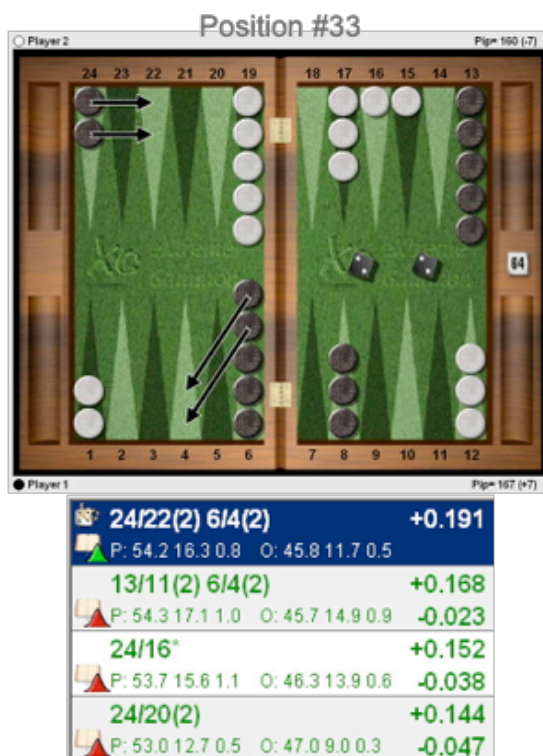 Position #33
Player 2
Pip= 160 (-7)
24 23 22 21 20 19 18 17 16 15 14 13
eXtreme
Gammon
eXtreme
Gammon
64
1 2 3 4 5 6 7 8 9 10 11 12
Player 1
Pip= 167 (+7)
24/22(2) 6/4(2) +0.191
P: 54.2 16.3 0.8 O: 45.8 11.7 0.5
13/11(2) 6/4(2) +0.168
P: 54.3 17.1 1.0 O: 45.7 14.9 0.9 -0.023
24/16* +0.152
P: 53.7 15.6 1.1 O: 46.3 13.9 0.6 -0.038
24/20(2) +0.144
P: 53.0 12.7 0.5 O: 47.0 9.0 0.3 -0.047